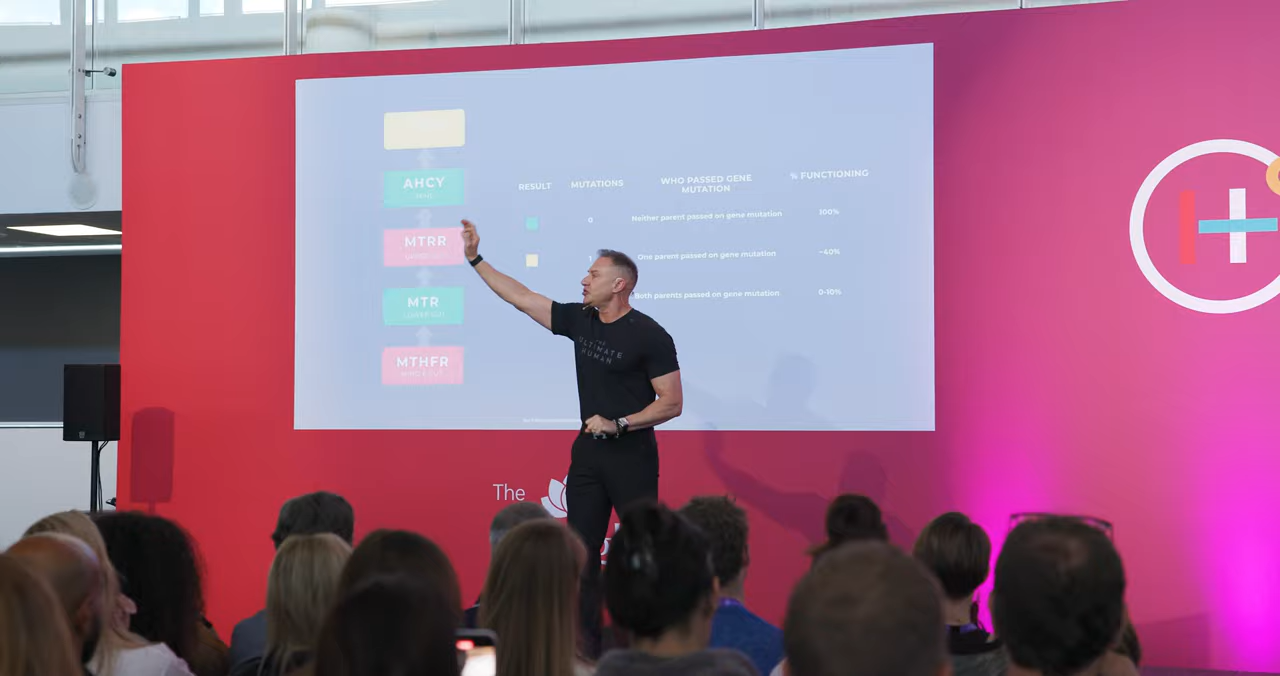 AHCY
MTRR
MTR
MTHFR
RESULT
MUTATIONS
WHO PASSED GENE
MUTATION
% FUNCTIONING
0
Neither parent passed on gene mutation
100%
1
One parent passed on gene mutation
~40%
Both parents passed on gene mutation
0-10%
ULTIMATE
HUMAN
The
H